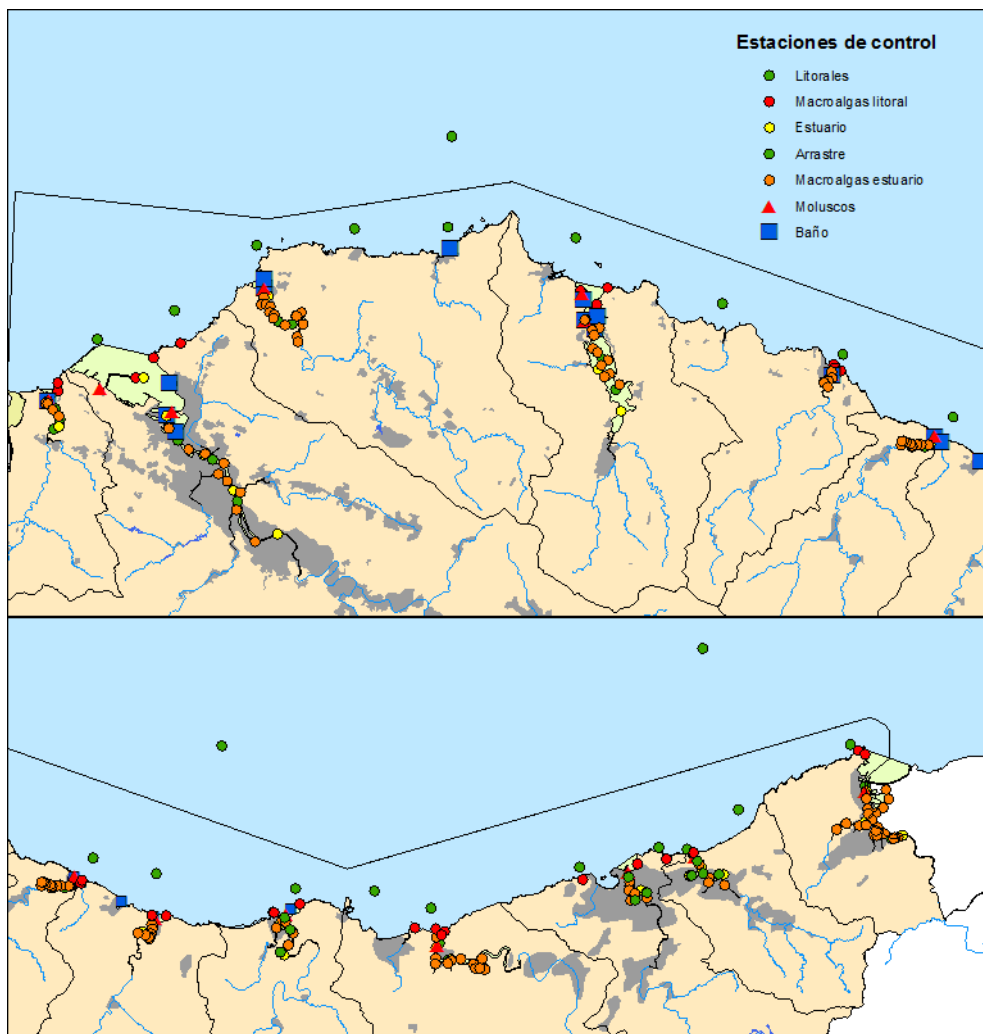 Estaciones de control
Litorales
Macroalgas litoral
Estuario
Arrastre
Macroalgas estuario
Moluscos
Baño